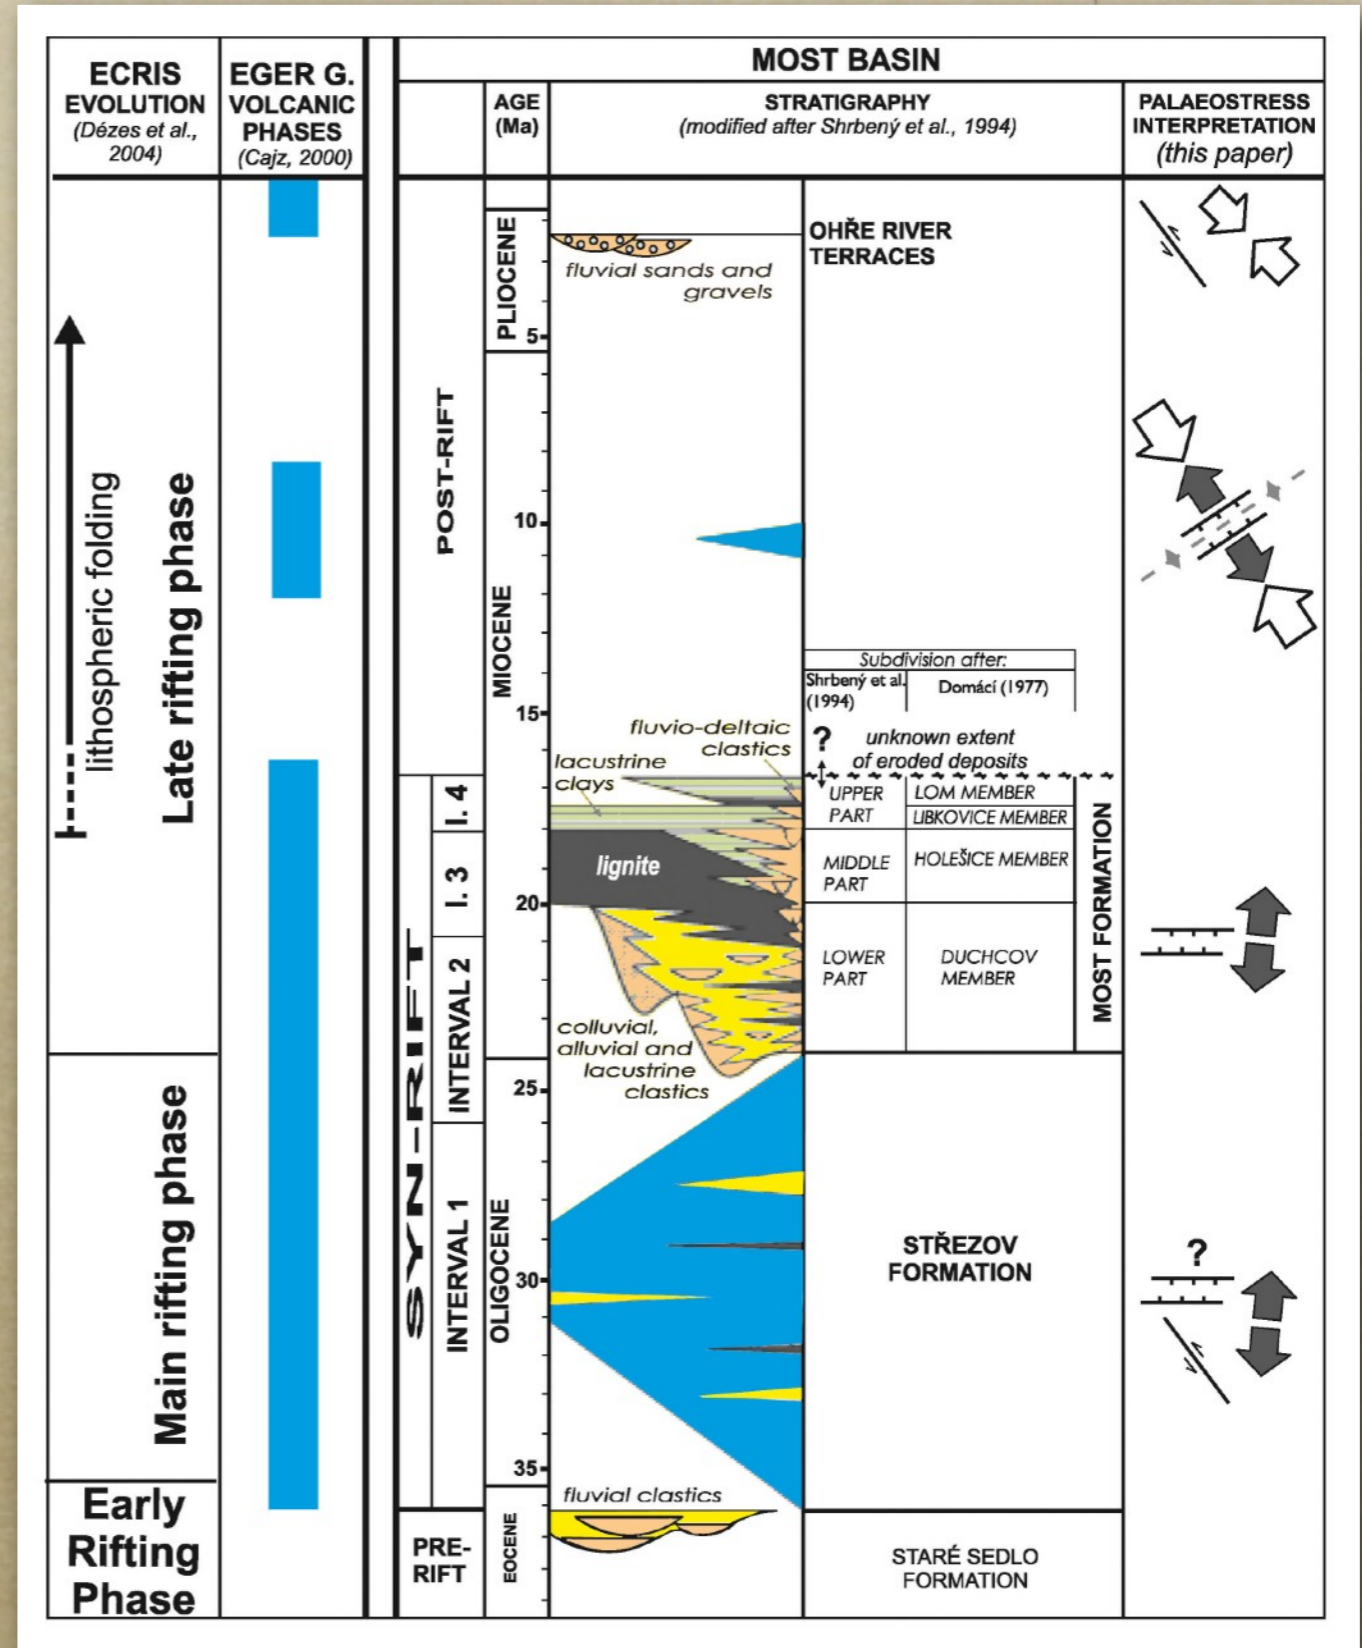 MOST BASIN
ECRIS
EVOLUTION
(Dézes et al.,
2004)
EGER G.
VOLCANIC
PHASES
(Cajz, 2000)
AGE
(Ma)
STRATIGRAPHY
(modified after Shrbený et al., 1994)
PALAEOSTRESS
INTERPRETATION
(this paper)
lithospheric folding
Late rifting phase
Main rifting phase
Early
Rifting
Phase
POST-RIFT
SYN-RIFT
I. 4
I. 3
INTERVAL 2
INTERVAL 1
PRE-
RIFT
PLIOCENE
MIOCENE
OLIGOCENE
EOCENE
5
10
15
20
25
30
35
fluvial sands and
gravels
fluvio-deltaic
clastics
lacustrine
clays
lignite
colluvial,
alluvial and
lacustrine
clastics
fluvial clastics
OHŘE RIVER
TERRACES
Subdivision after:
Shrbený et al.
(1994)
Domácí (1977)
?
unknown extent
of eroded deposits
UPPER
PART
LOM MEMBER
LIBKOVICE MEMBER
MIDDLE
PART
HOLEŠICE MEMBER
LOWER
PART
DUCHCOV
MEMBER
MOST FORMATION
STŘEZOV
FORMATION
STARÉ SEDLO
FORMATION
?